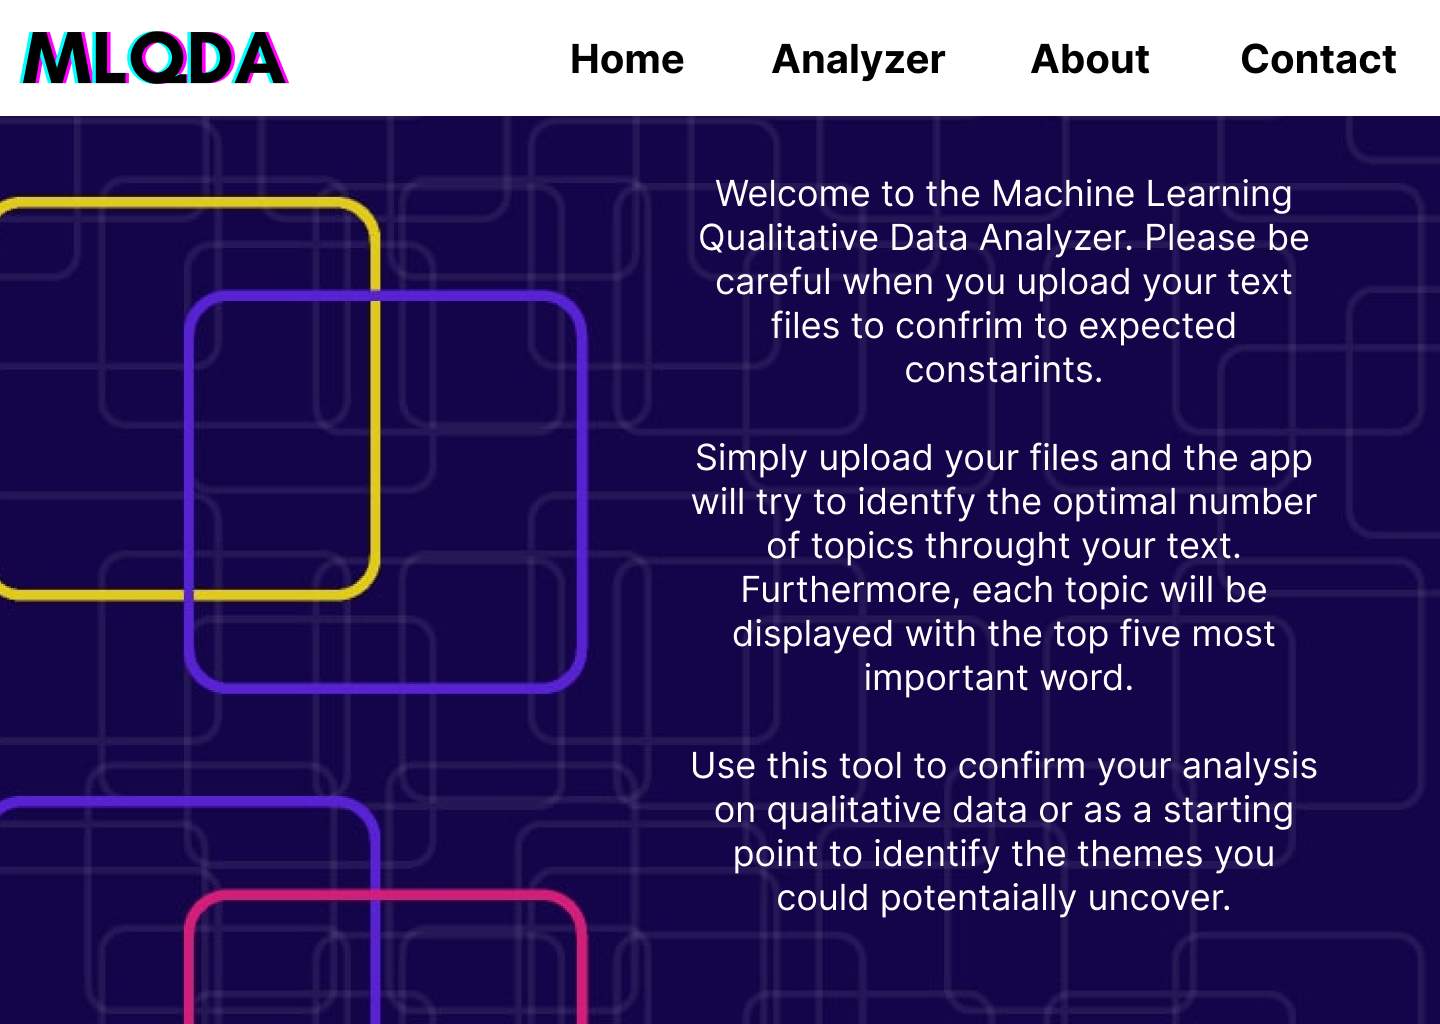 MLQDA
Home Analyzer About Contact
Welcome to the Machine Learning
Qualitative Data Analyzer. Please be
careful when you upload your text
files to confrim to expected
constarints.
Simply upload your files and the app
will try to identfy the optimal number
of topics throught your text.
Furthermore, each topic will be
displayed with the top five most
important word.
Use this tool to confirm your analysis
on qualitative data or as a starting
point to identify the themes you
could potentaially uncover.